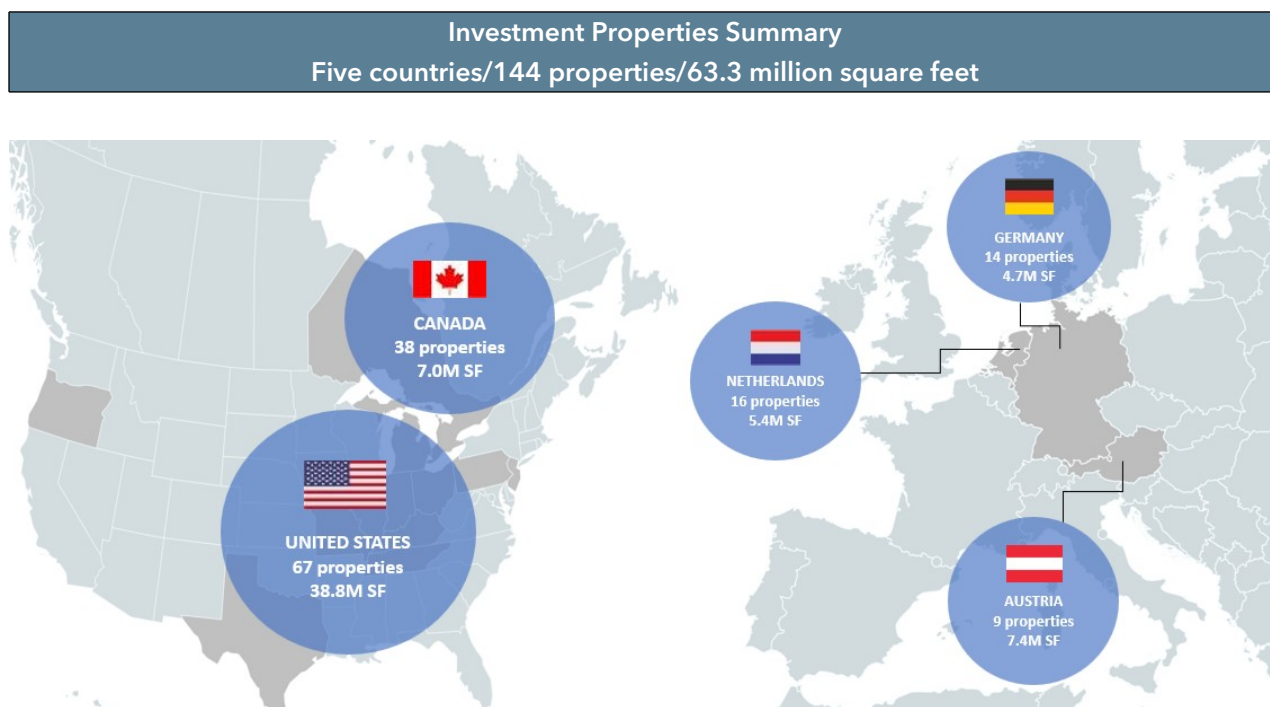 Investment Properties Summary
Five countries/144 properties/63.3 million square feet
CANADA
38 properties
7.0M SF
UNITED STATES
67 properties
38.8M SF
GERMANY
14 properties
4.7M SF
NETHERLANDS
16 properties
5.4M SF
AUSTRIA
9 properties
7.4M SF